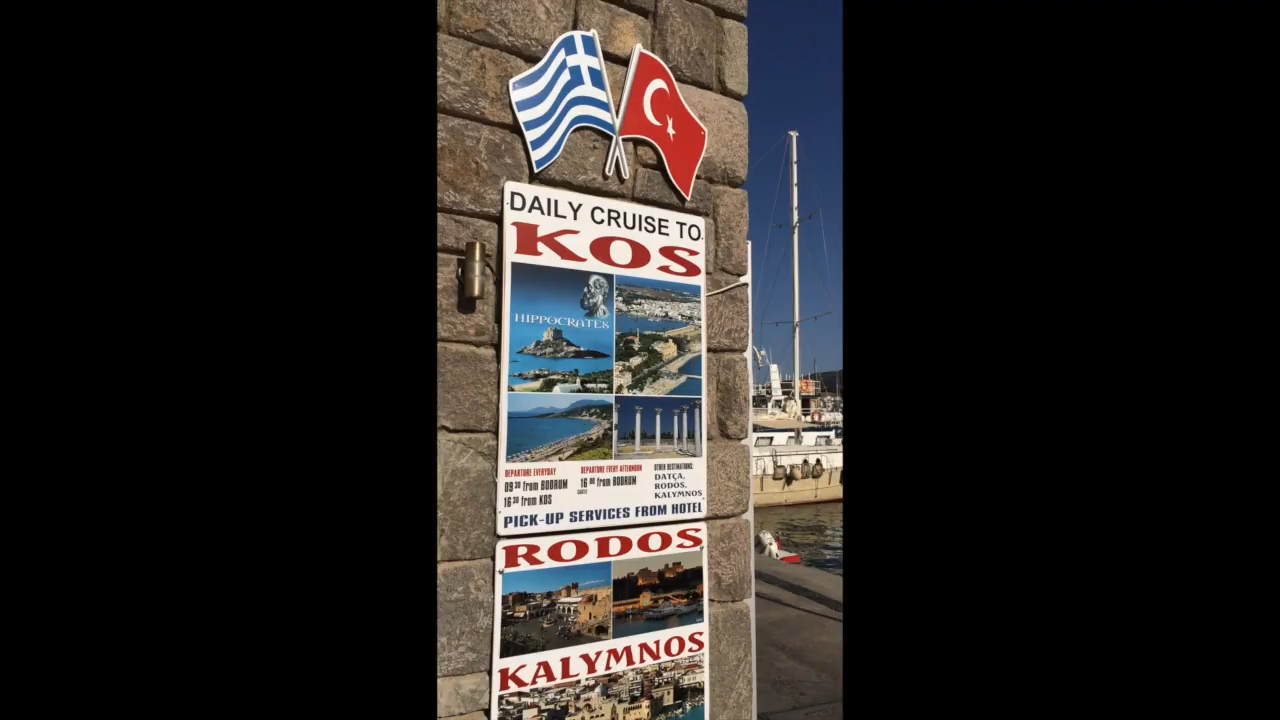 DAILY CRUISE TO
KOS
HIPPOCRATES
DEPARTURE EVERYDAY
09 30 from BODRUM
16 30 from KOS
DEPARTURE EVERY AFTERNOON
16 00 from BODRUM
OTHER DESTINATIONS:
DATÇA,
RODOS,
KALYMNOS
PICK-UP SERVICES FROM HOTEL
RODOS
KALYMNOS